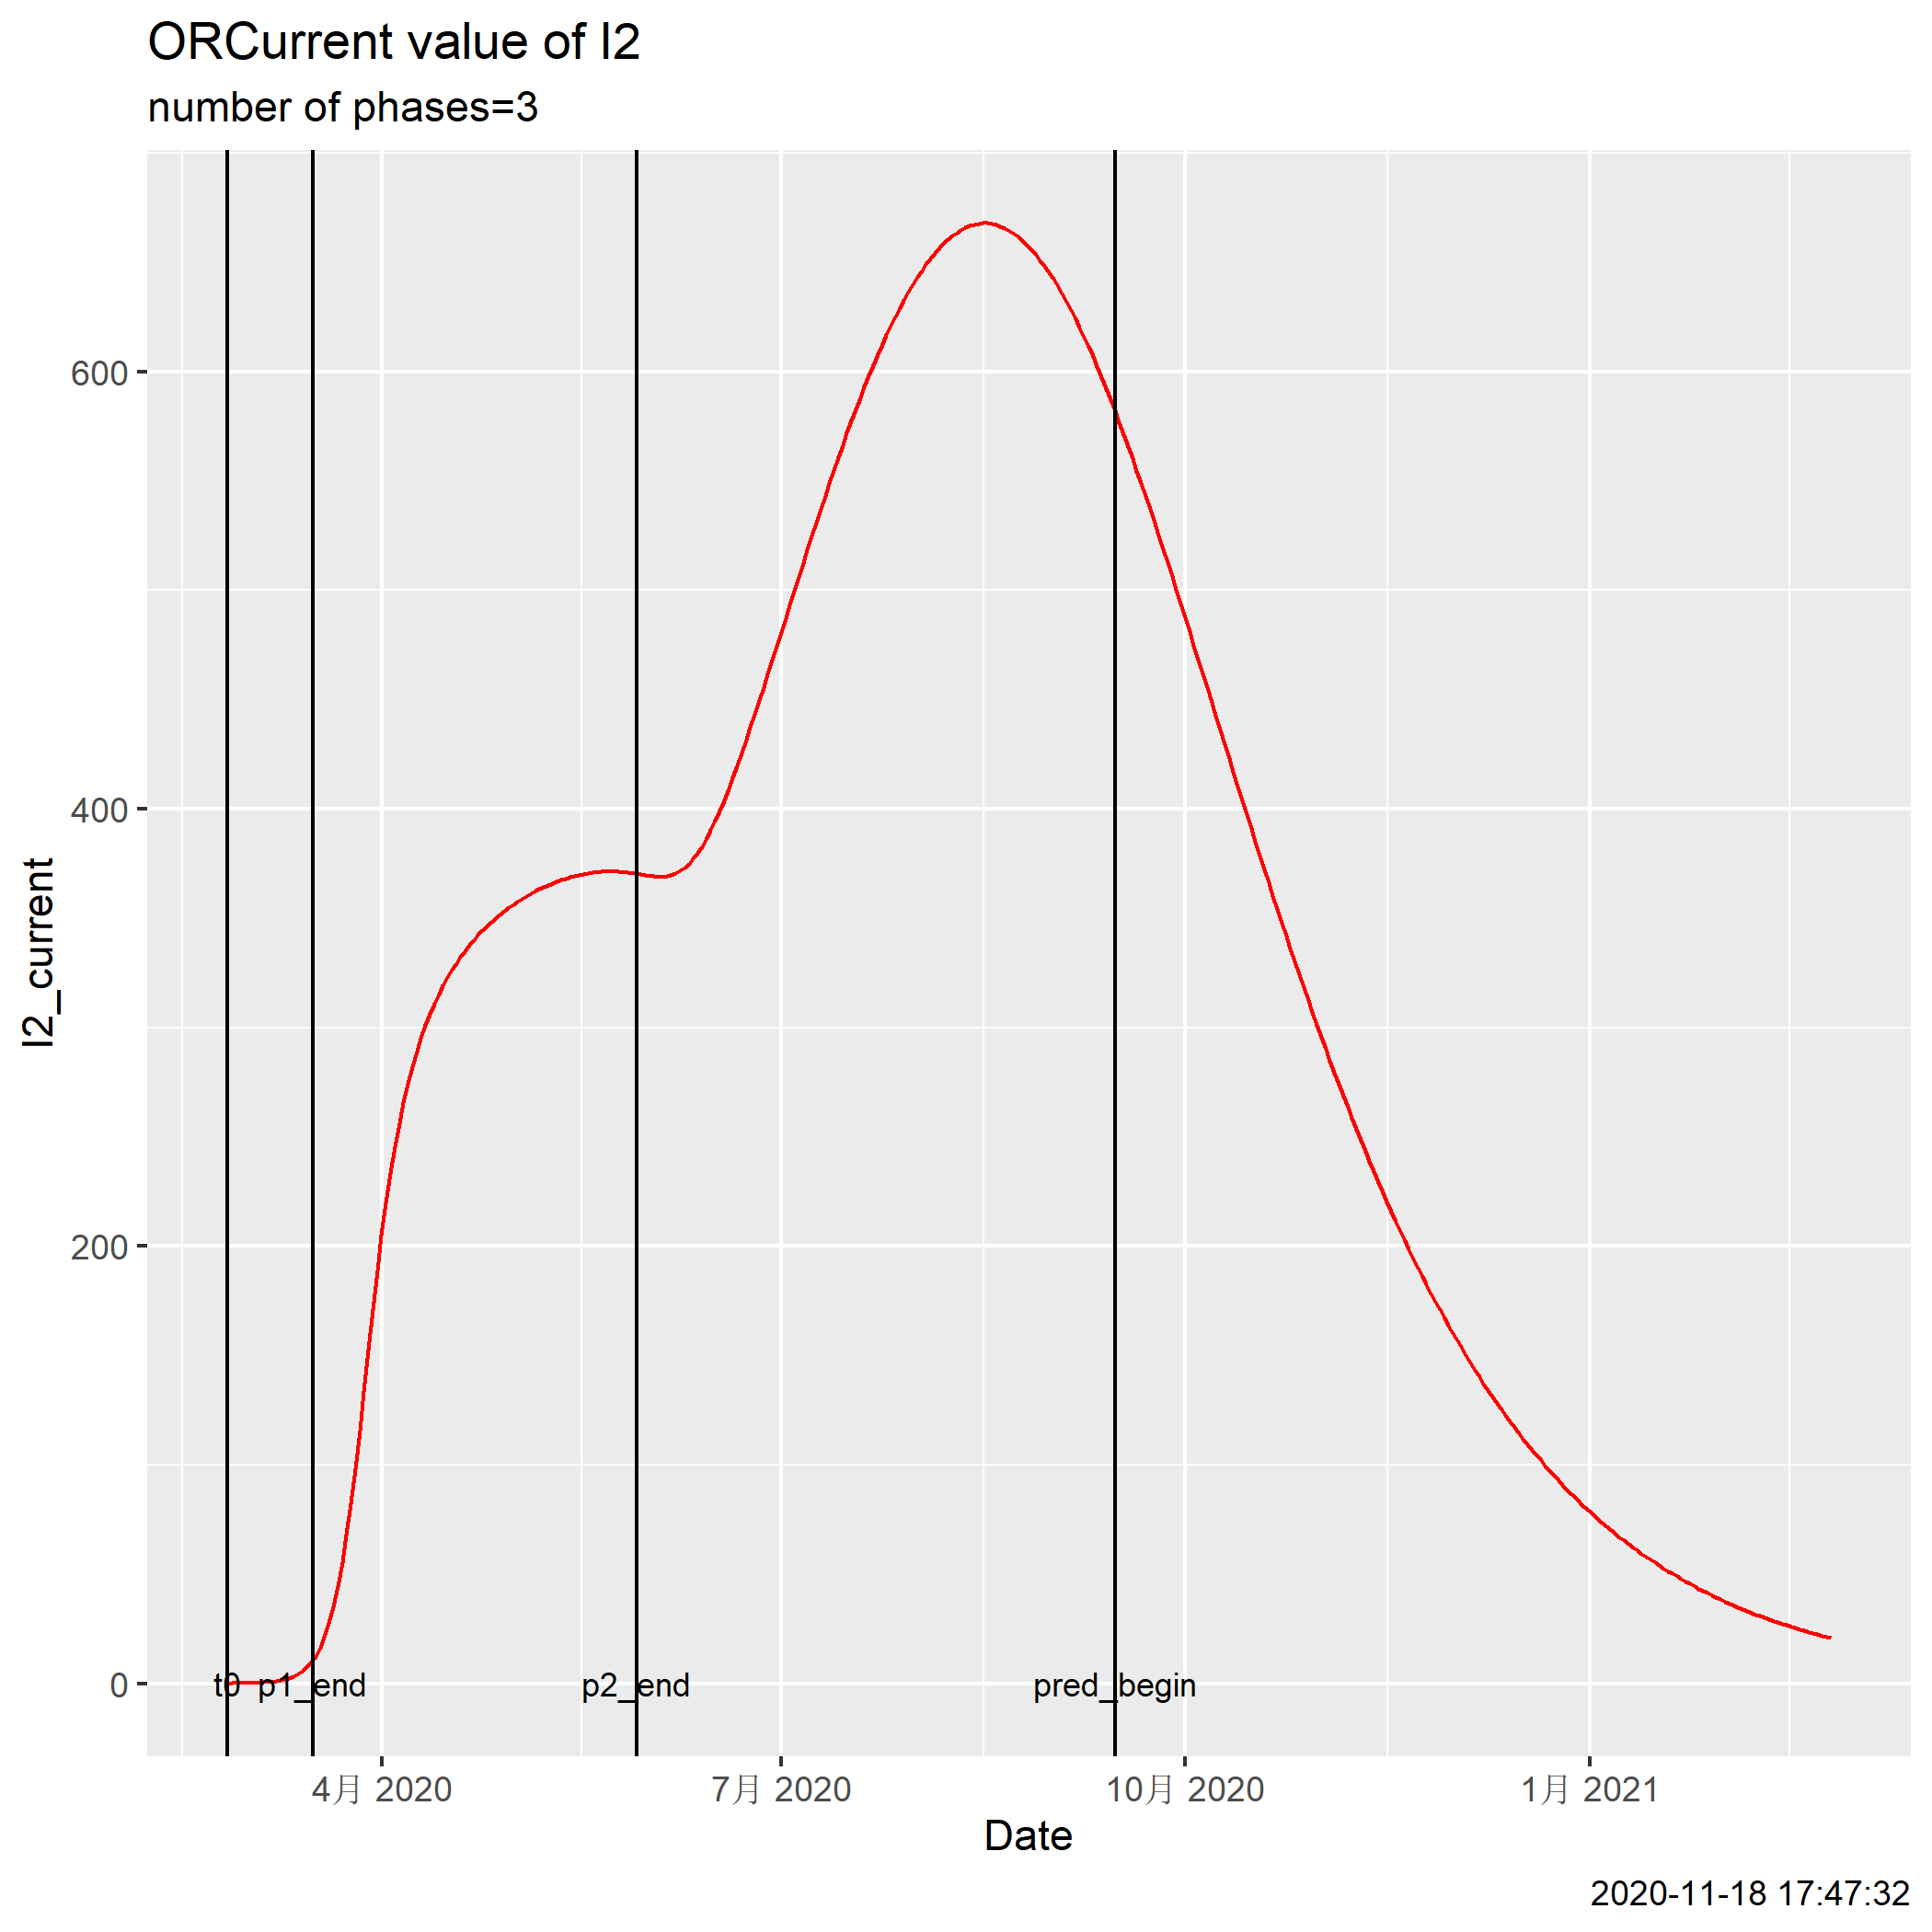 ORCurrent value of I2
number of phases=3
I2_current
600
400
200
0
t0 p1_end p2_end pred_begin
4月 2020 7月 2020 10月 2020 1月 2021
Date
2020-11-18 17:47:32